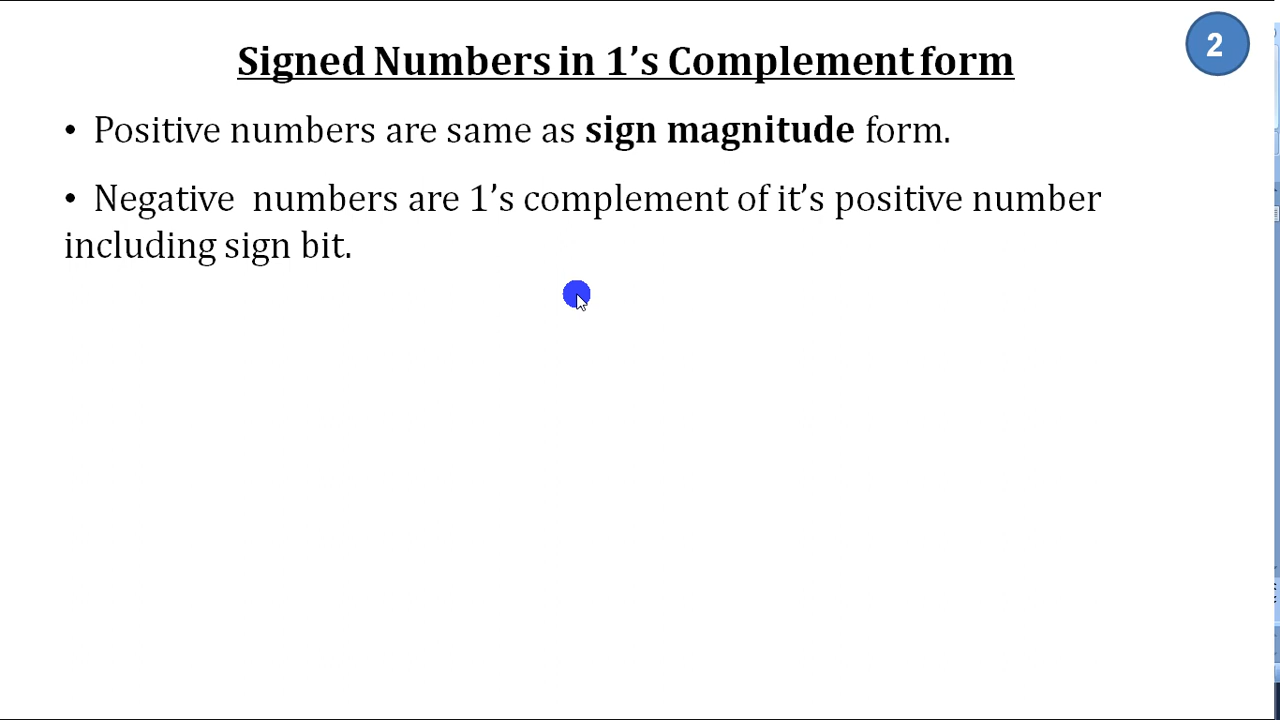 Signed Numbers in 1’s Complement form
2
• Positive numbers are same as sign magnitude form.
• Negative numbers are 1’s complement of it’s positive number
including sign bit.